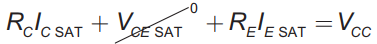 R_C I_C SAT + V_CE SAT 0 + R_E I_E SAT = V_CC